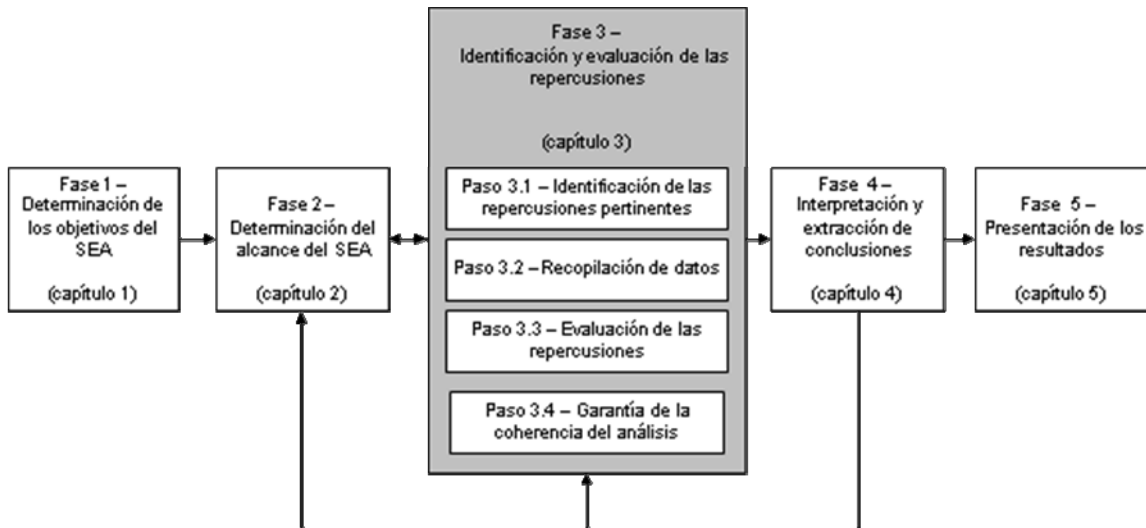 Fase 1 –
Determinación de
los objetivos del
SEA
(capítulo 1)
Fase 2 –
Determinación del
alcance del SEA
(capítulo 2)
Fase 3 –
Identificación y evaluación de las
repercusiones
(capítulo 3)
Paso 3.1 – Identificación de las
repercusiones pertinentes
Paso 3.2 – Recopilación de datos
Paso 3.3 – Evaluación de las
repercusiones
Paso 3.4 – Garantía de la
coherencia del análisis
Fase 4 –
Interpretación y
extracción de
conclusiones
(capítulo 4)
Fase 5 –
Presentación de los
resultados
(capítulo 5)